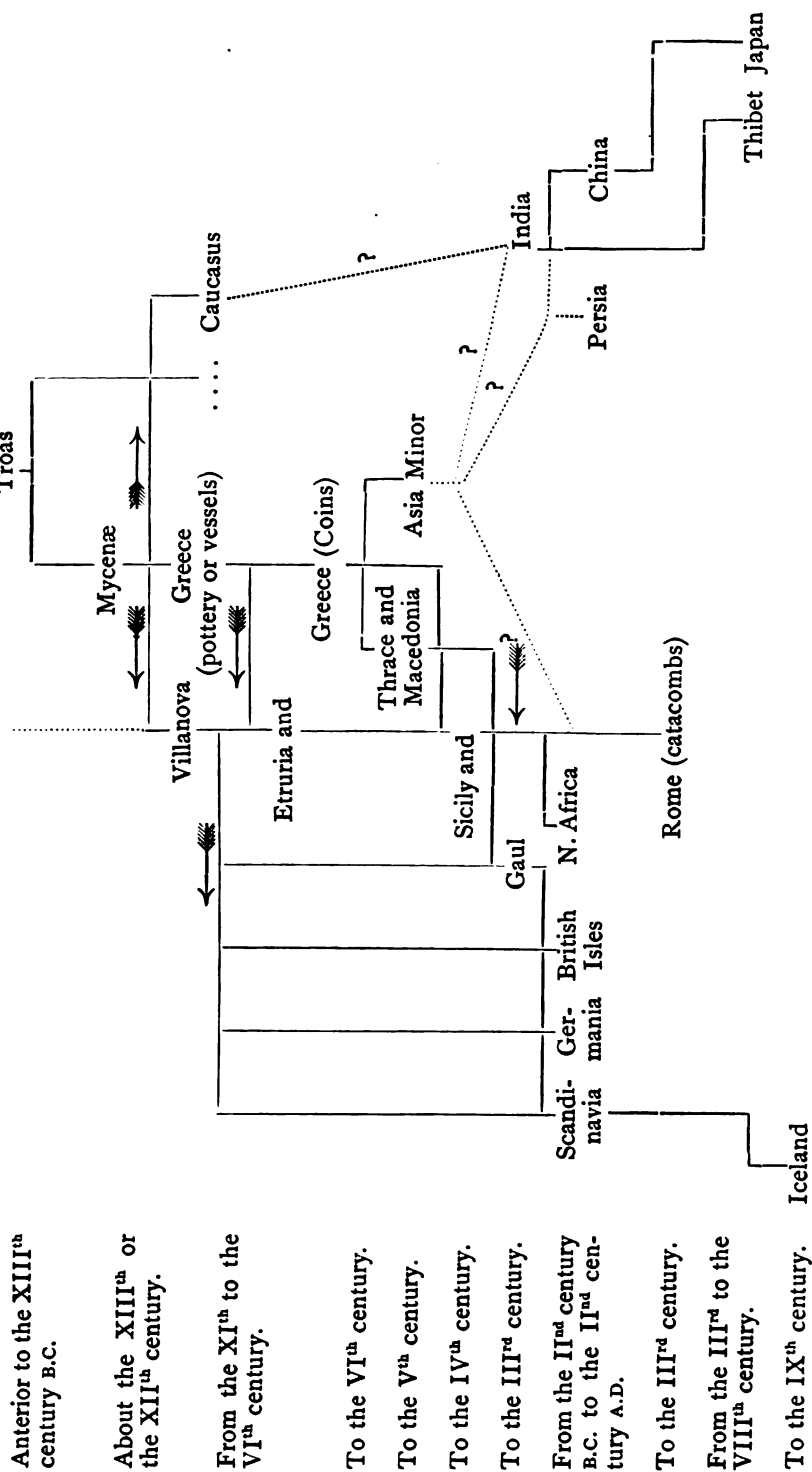 Troas
Anterior to the XIIIth
century B.C.
Mycenæ
About the XIIIth or
the XIIth century.
Villanova
Greece
(pottery or vessels)
.....
Caucasus
From the XIth to the
VIth century.
Etruria and
Greece (Coins)
?
To the VIth century.
Thrace and
Macedonia
Asia Minor
To the Vth century.
Sicily and
?
?
To the IVth century.
Gaul
?
India
To the IIIrd century.
Scandi-
navia
Ger-
mania
British
Isles
N. Africa
Persia
China
From the IInd century
B.C. to the IInd cen-
tury A.D.
Rome (catacombs)
To the IIIrd century.
From the IIIrd to the
VIIIth century.
Thibet
Japan
Iceland
To the IXth century.